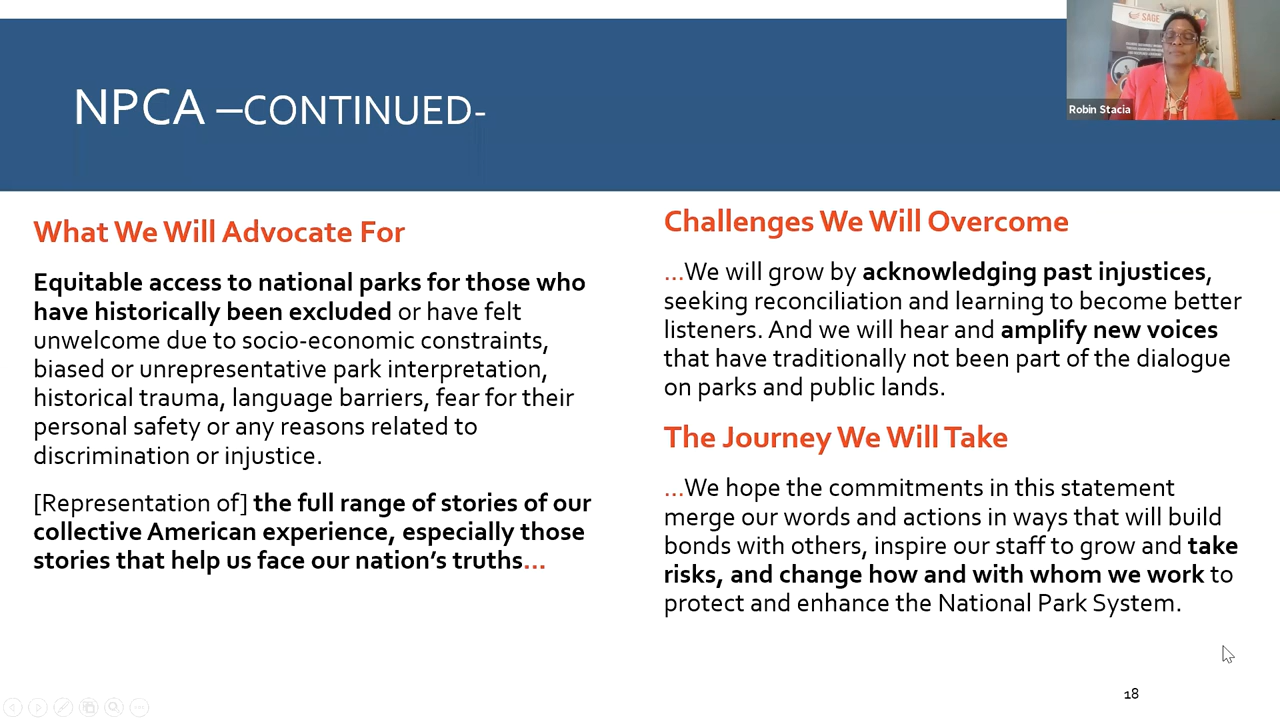 NPCA –CONTINUED-
SAGE
Robin Stacia
What We Will Advocate For
Equitable access to national parks for those who
have historically been excluded or have felt
unwelcome due to socio-economic constraints,
biased or unrepresentative park interpretation,
historical trauma, language barriers, fear for their
personal safety or any reasons related to
discrimination or injustice.
[Representation of] the full range of stories of our
collective American experience, especially those
stories that help us face our nation’s truths...
Challenges We Will Overcome
...We will grow by acknowledging past injustices,
seeking reconciliation and learning to become better
listeners. And we will hear and amplify new voices
that have traditionally not been part of the dialogue
on parks and public lands.
The Journey We Will Take
...We hope the commitments in this statement
merge our words and actions in ways that will build
bonds with others, inspire our staff to grow and take
risks, and change how and with whom we work to
protect and enhance the National Park System.
18